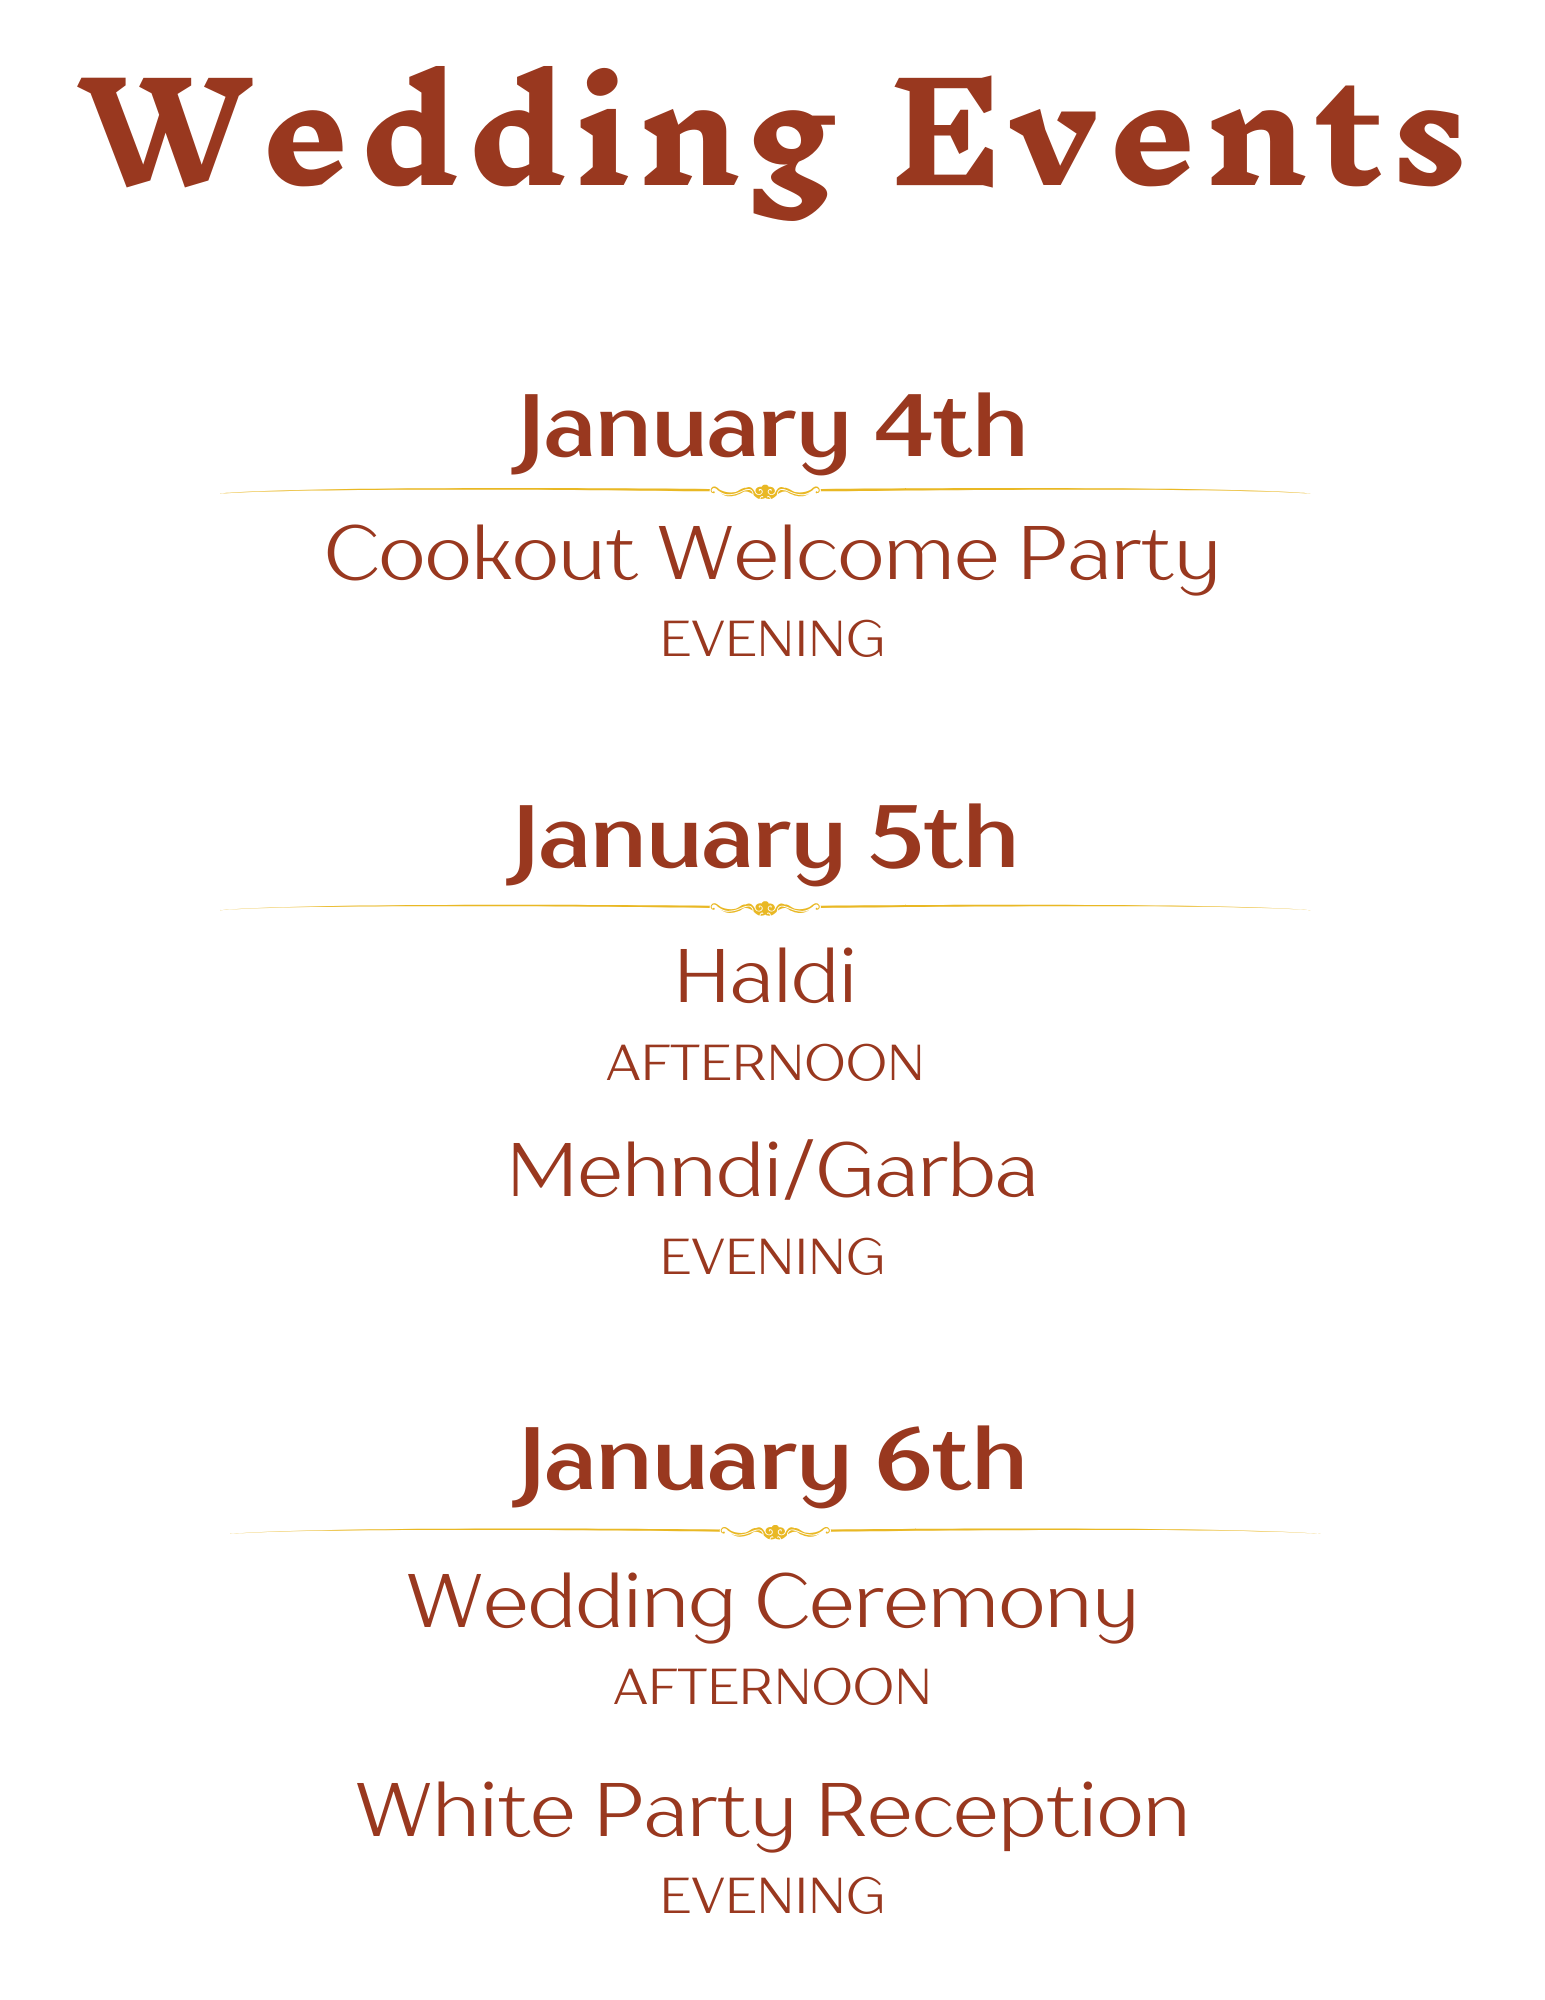 Wedding Events
January 4th
Cookout Welcome Party
EVENING
January 5th
Haldi
AFTERNOON
Mehndi/Garba
EVENING
January 6th
Wedding Ceremony
AFTERNOON
White Party Reception
EVENING